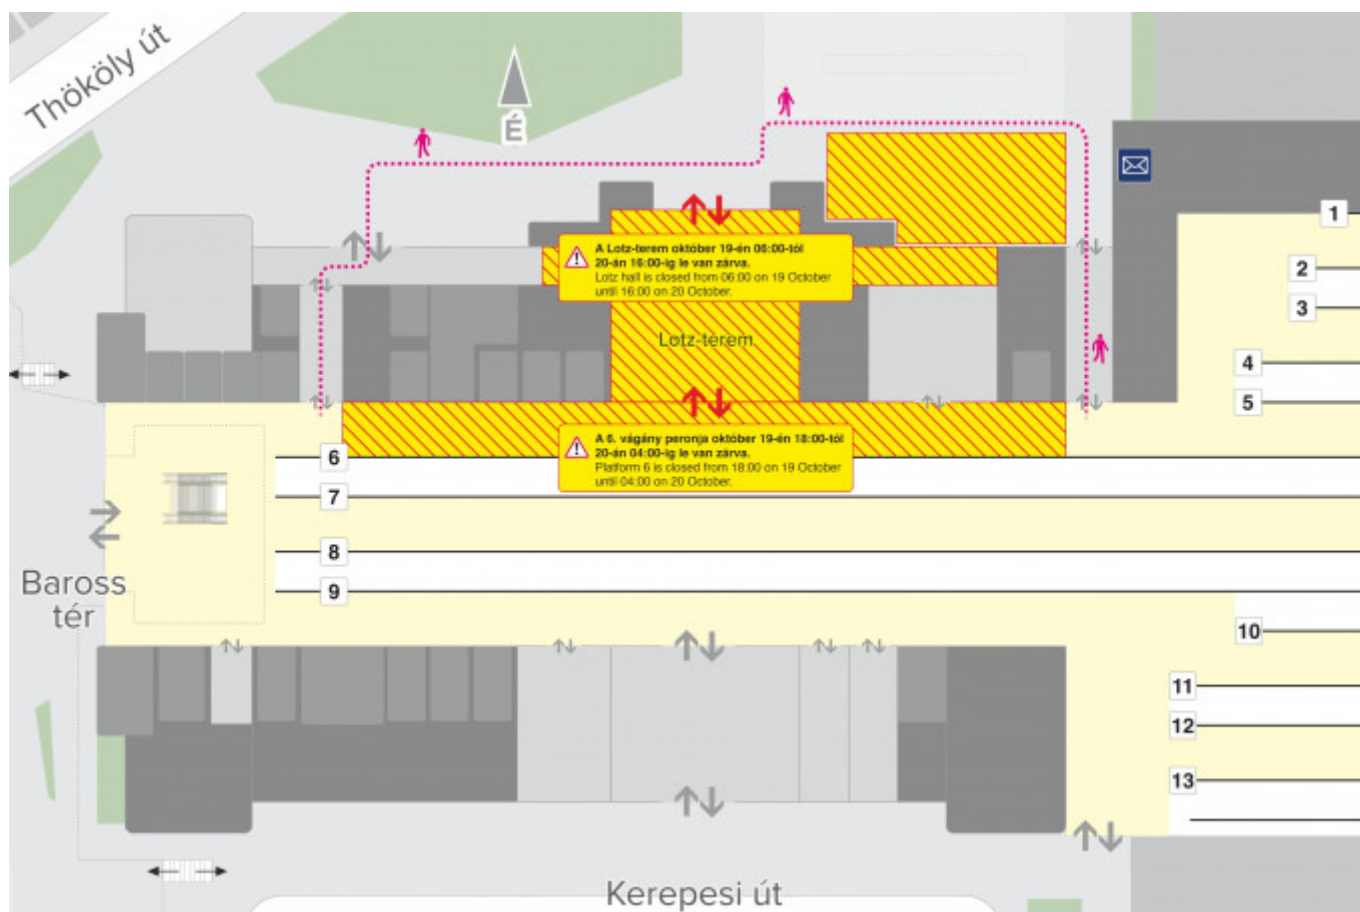 Thököly út
É
1
A Lotz-terem október 19-én 06:00-tól
20-án 16:00-ig le van zárva.
Lotz hall is closed from 06:00 on 19 October
until 16:00 on 20 October.
2
3
Lotz-terem
4
5
A 6. vágány peronja október 19-én 18:00-tól
20-án 04:00-ig le van zárva.
Platform 6 is closed from 18:00 on 19 October
until 04:00 on 20 October.
6
7
8
9
Baross
tér
10
11
12
13
Kerepesi út